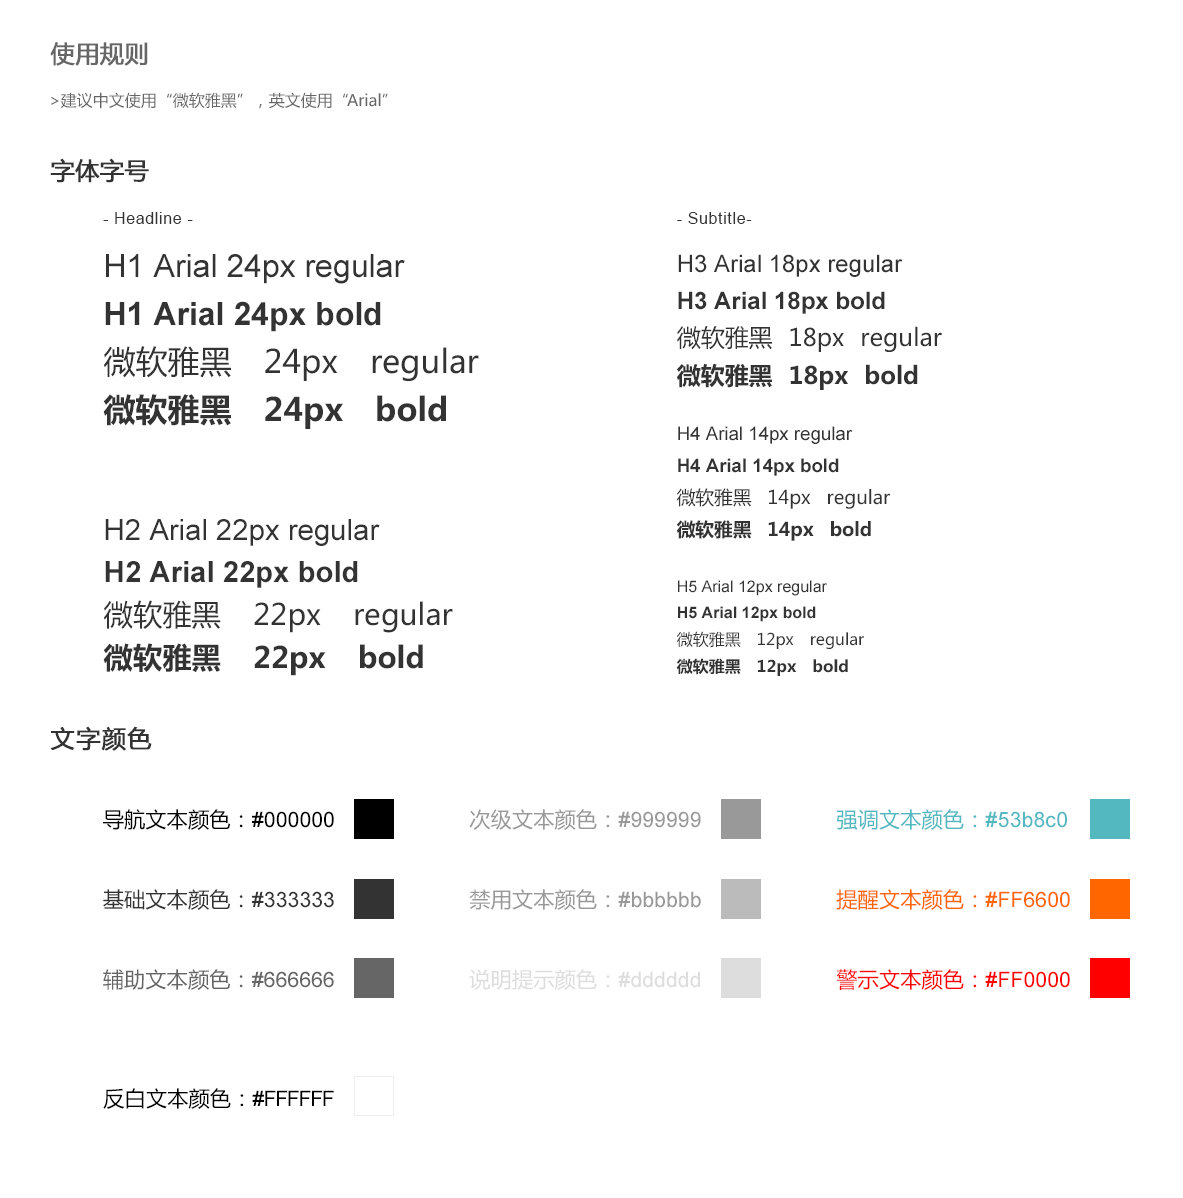 使用规则
>建议中文使用“微软雅黑”，英文使用“Arial”
字体字号
- Headline -
H1 Arial 24px regular
H1 Arial 24px bold
微软雅黑 24px regular
微软雅黑 24px bold
H2 Arial 22px regular
H2 Arial 22px bold
微软雅黑 22px regular
微软雅黑 22px bold
- Subtitle-
H3 Arial 18px regular
H3 Arial 18px bold
微软雅黑 18px regular
微软雅黑 18px bold
H4 Arial 14px regular
H4 Arial 14px bold
微软雅黑 14px regular
微软雅黑 14px bold
H5 Arial 12px regular
H5 Arial 12px bold
微软雅黑 12px regular
微软雅黑 12px bold
文字颜色
导航文本颜色：#000000
次级文本颜色：#999999
强调文本颜色：#53b8c0
基础文本颜色：#333333
禁用文本颜色：#bbbbbb
提醒文本颜色：#FF6600
辅助文本颜色：#666666
说明提示颜色：#dddddd
警示文本颜色：#FF0000
反白文本颜色：#FFFFFF